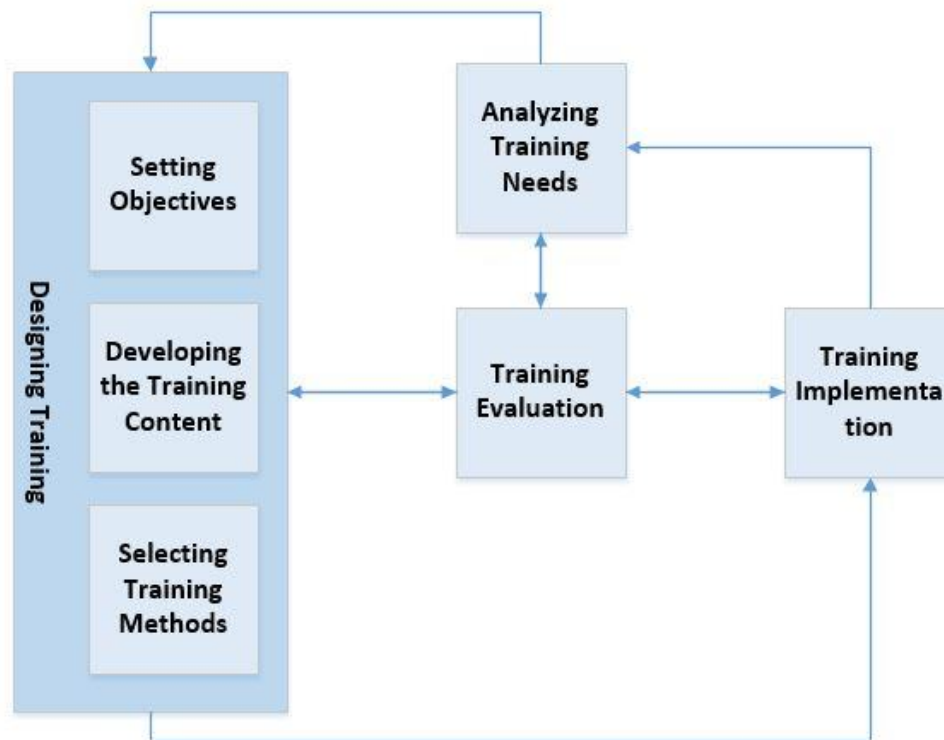 Analyzing
Training
Needs
Setting
Objectives
Designing Training
Developing
the Training
Content
Training
Evaluation
Training
Implementa
tion
Selecting
Training
Methods